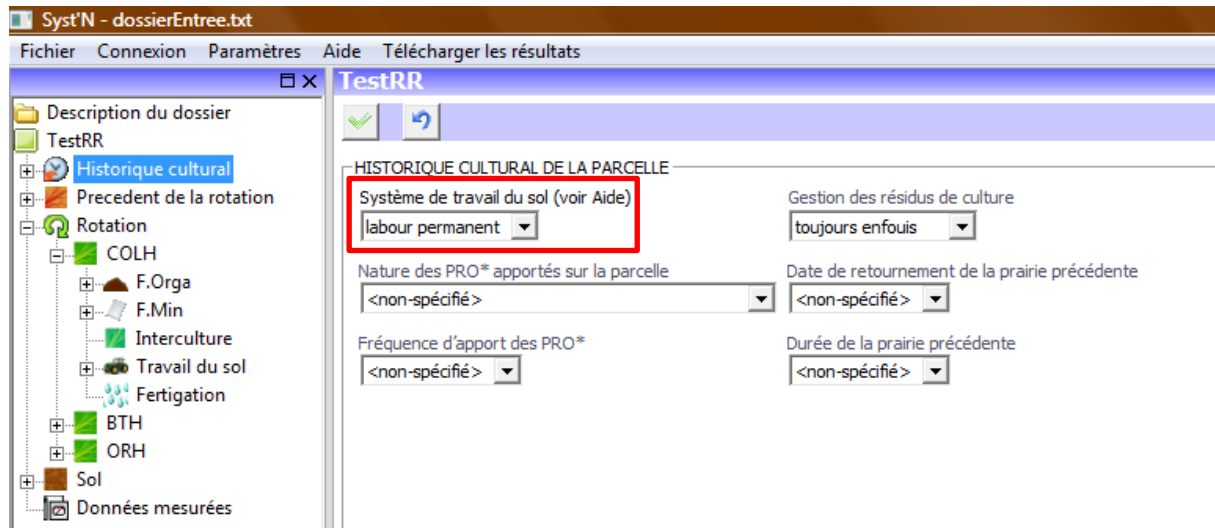 Syst'N - dossierEntree.txt
Fichier Connexion Paramètres Aide Télécharger les résultats
TestRR
Description du dossier
TestRR
Historique cultural
Precedent de la rotation
Rotation
COLH
F.Orga
F.Min
Interculture
Travail du sol
Fertigation
BTH
ORH
Sol
Données mesurées
HISTORIQUE CULTURAL DE LA PARCELLE
Système de travail du sol (voir Aide)
labour permanent
Gestion des résidus de culture
toujours enfouis
Nature des PRO* apportés sur la parcelle
<non-spécifié>
Date de retournement de la prairie précédente
<non-spécifié>
Fréquence d'apport des PRO*
<non-spécifié>
Durée de la prairie précédente
<non-spécifié>